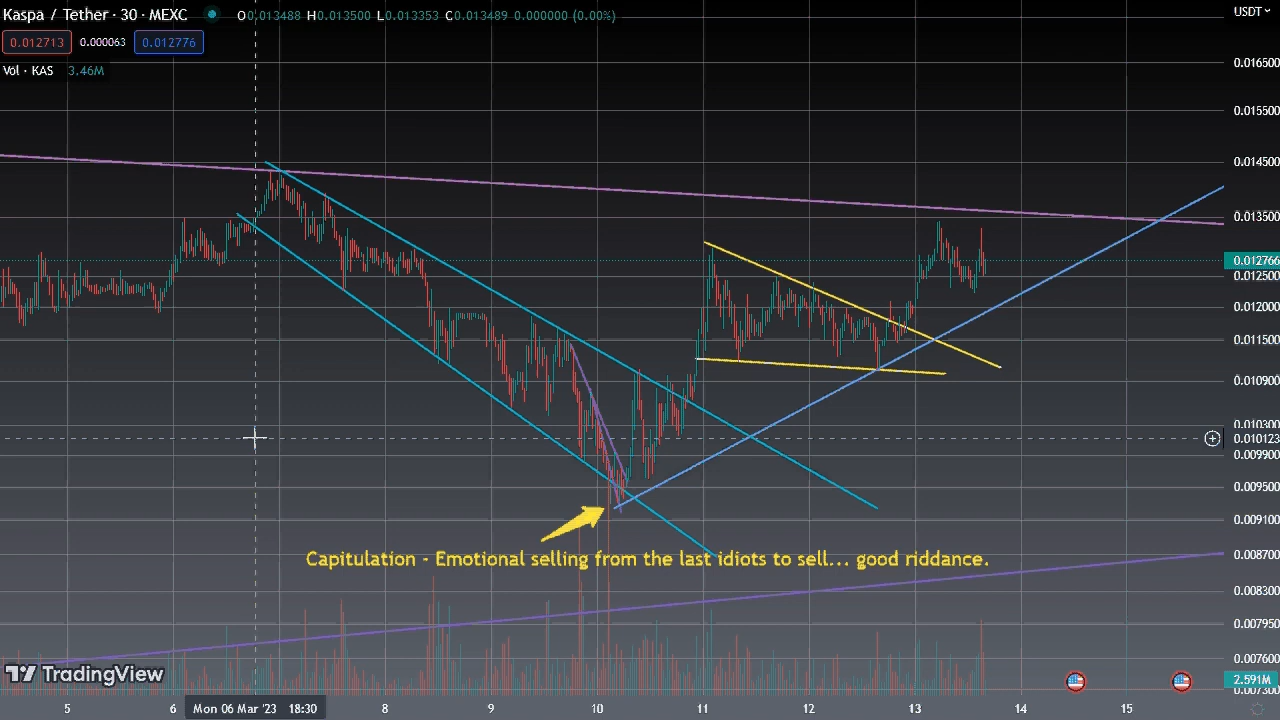 Kaspa / Tether · 30 · MEXC O0.013488 H0.013500 L0.013353 C0.013489 0.000000 (0.00%)
USDT
0.012713 0.000063 0.012776
Vol · KAS 3.46M
0.016500
0.015500
0.014500
0.013500
0.012766
0.012500
0.012000
0.011500
0.010900
0.010300
0.010123
0.009900
0.009500
0.009100
Capitulation - Emotional selling from the last idiots to sell... good riddance.
0.008700
0.008300
0.007950
0.007600
TradingView
2.591M
0.007300
5 6 Mon 06 Mar '23 18:30 8 9 10 11 12 13 14 15